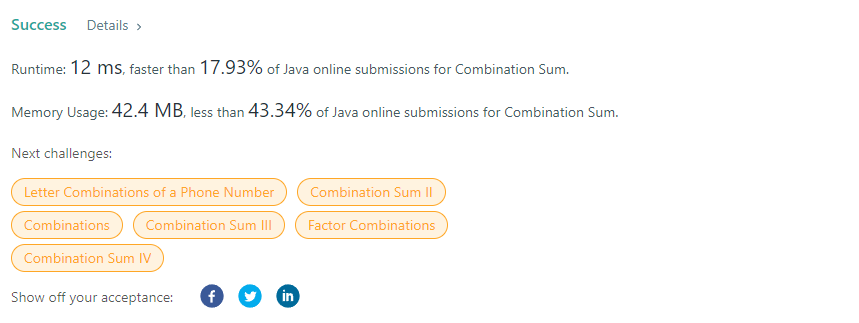 Success Details ›
Runtime: 12 ms, faster than 17.93% of Java online submissions for Combination Sum.
Memory Usage: 42.4 MB, less than 43.34% of Java online submissions for Combination Sum.
Next challenges:
Letter Combinations of a Phone Number Combination Sum II
Combinations Combination Sum III Factor Combinations
Combination Sum IV
Show off your acceptance: f in